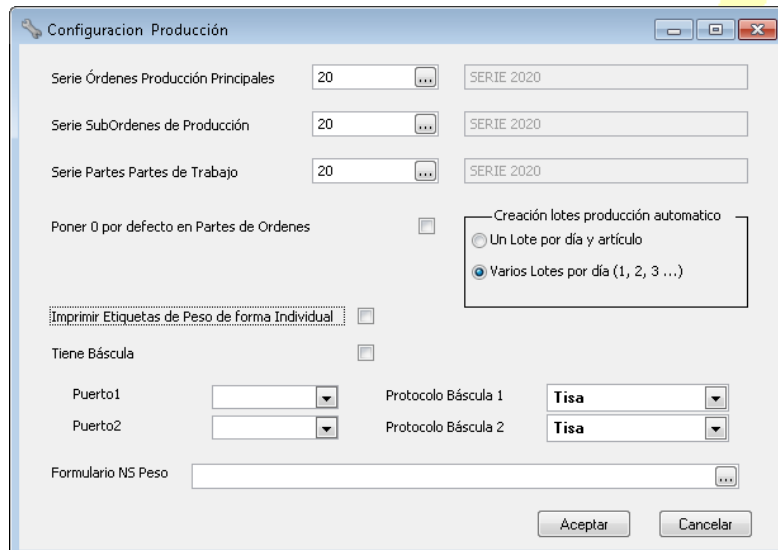 Configuracion Producción
Serie Órdenes Producción Principales 20 ... SERIE 2020
Serie SubOrdenes de Producción 20 ... SERIE 2020
Serie Partes Partes de Trabajo 20 ... SERIE 2020
Poner 0 por defecto en Partes de Ordenes
Creación lotes producción automatico
Un Lote por día y artículo
Varios Lotes por día (1, 2, 3 ...)
Imprimir Etiquetas de Peso de forma Individual
Tiene Báscula
Puerto1 Protocolo Báscula 1 Tisa
Puerto2 Protocolo Báscula 2 Tisa
Formulario NS Peso ...
Aceptar Cancelar